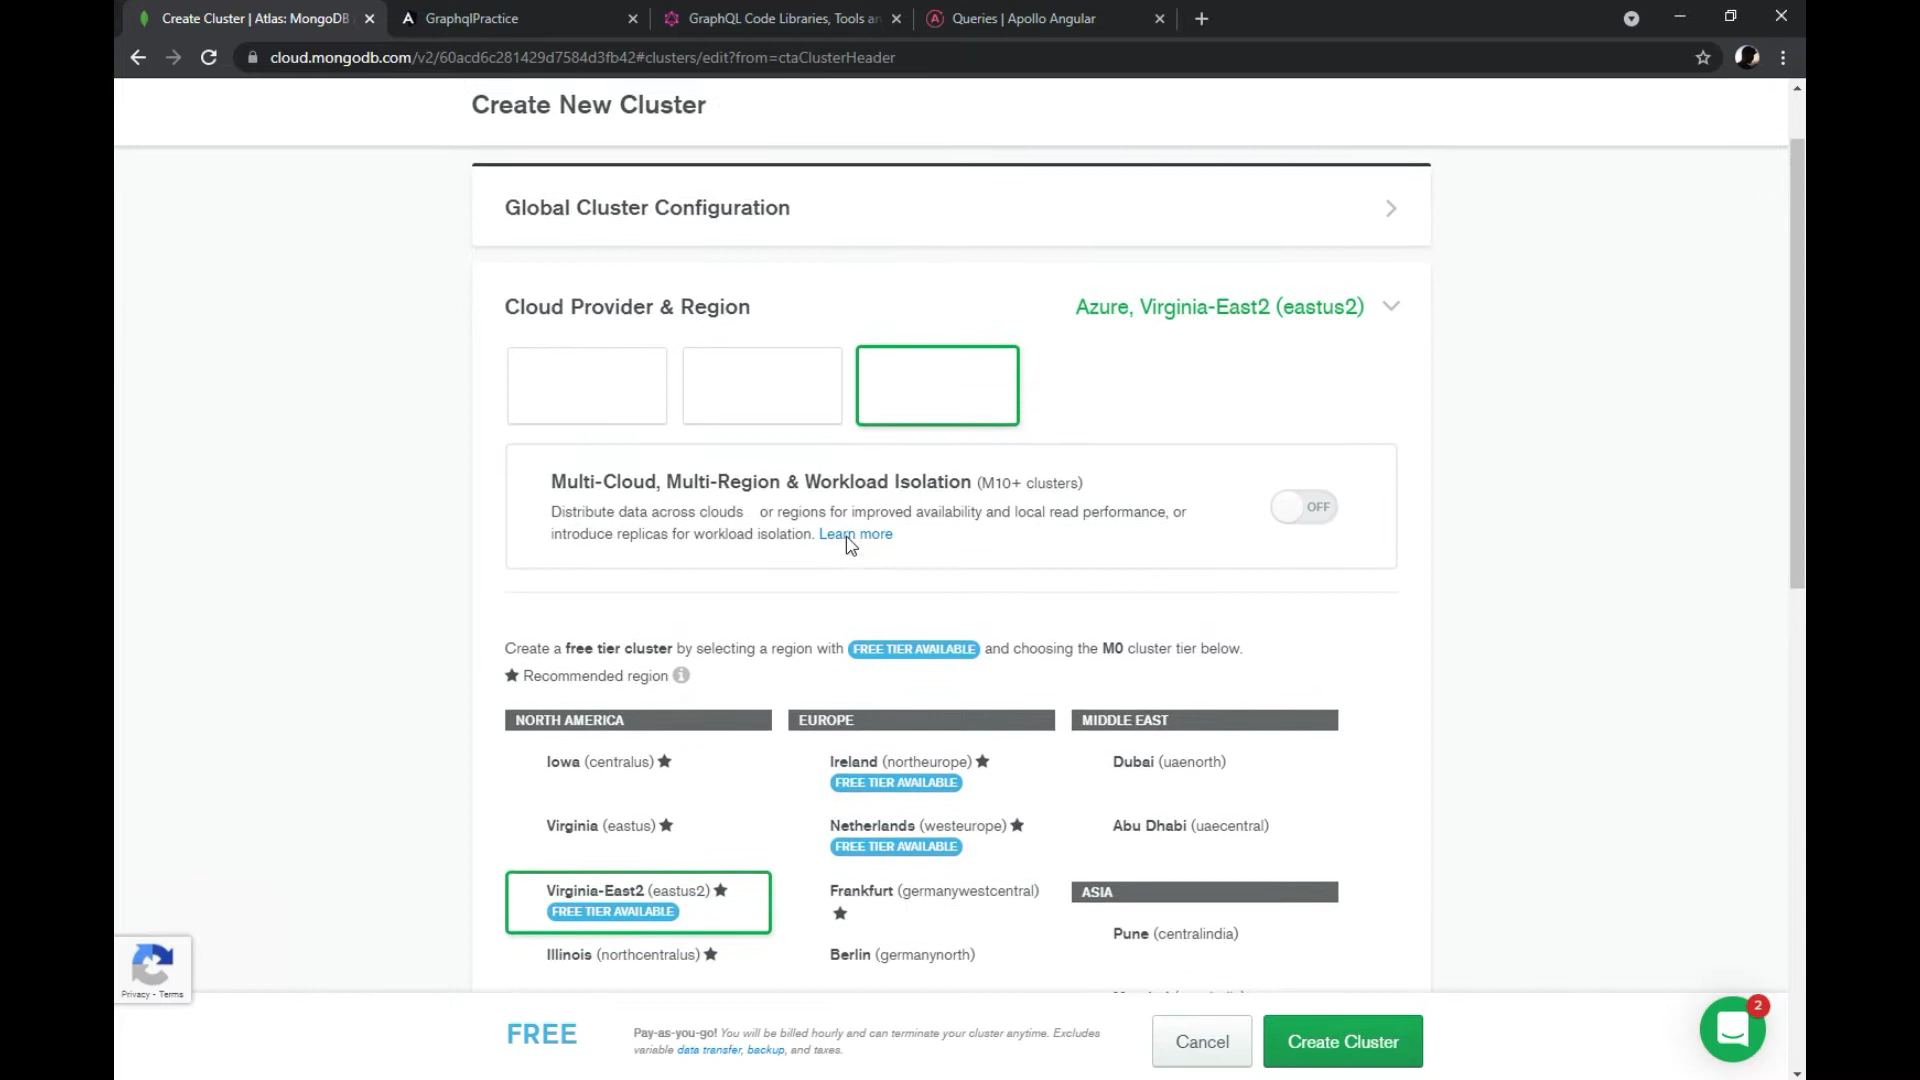 Create Cluster | Atlas: MongoDB
GraphqlPractice
GraphQL Code Libraries, Tools an
Queries | Apollo Angular
cloud.mongodb.com/v2/60acd6c281429d7584d3fb42#clusters/edit?from=ctaClusterHeader
Create New Cluster
Global Cluster Configuration
Cloud Provider & Region
Azure, Virginia-East2 (eastus2)
Multi-Cloud, Multi-Region & Workload Isolation (M10+ clusters)
Distribute data across clouds or regions for improved availability and local read performance, or
introduce replicas for workload isolation. Learn more
OFF
Create a free tier cluster by selecting a region with FREE TIER AVAILABLE and choosing the M0 cluster tier below.
★ Recommended region
NORTH AMERICA
Iowa (centralus) ★
Virginia (eastus) ★
Virginia-East2 (eastus2) ★
FREE TIER AVAILABLE
Illinois (northcentralus) ★
EUROPE
Ireland (northeurope) ★
FREE TIER AVAILABLE
Netherlands (westeurope) ★
FREE TIER AVAILABLE
Frankfurt (germanywestcentral)
★
Berlin (germanynorth)
MIDDLE EAST
Dubai (uaenorth)
Abu Dhabi (uaecentral)
ASIA
Pune (centralindia)
Privacy - Terms
FREE
Pay-as-you-go! You will be billed hourly and can terminate your cluster anytime. Excludes
variable data transfer, backup, and taxes.
Cancel
Create Cluster
2